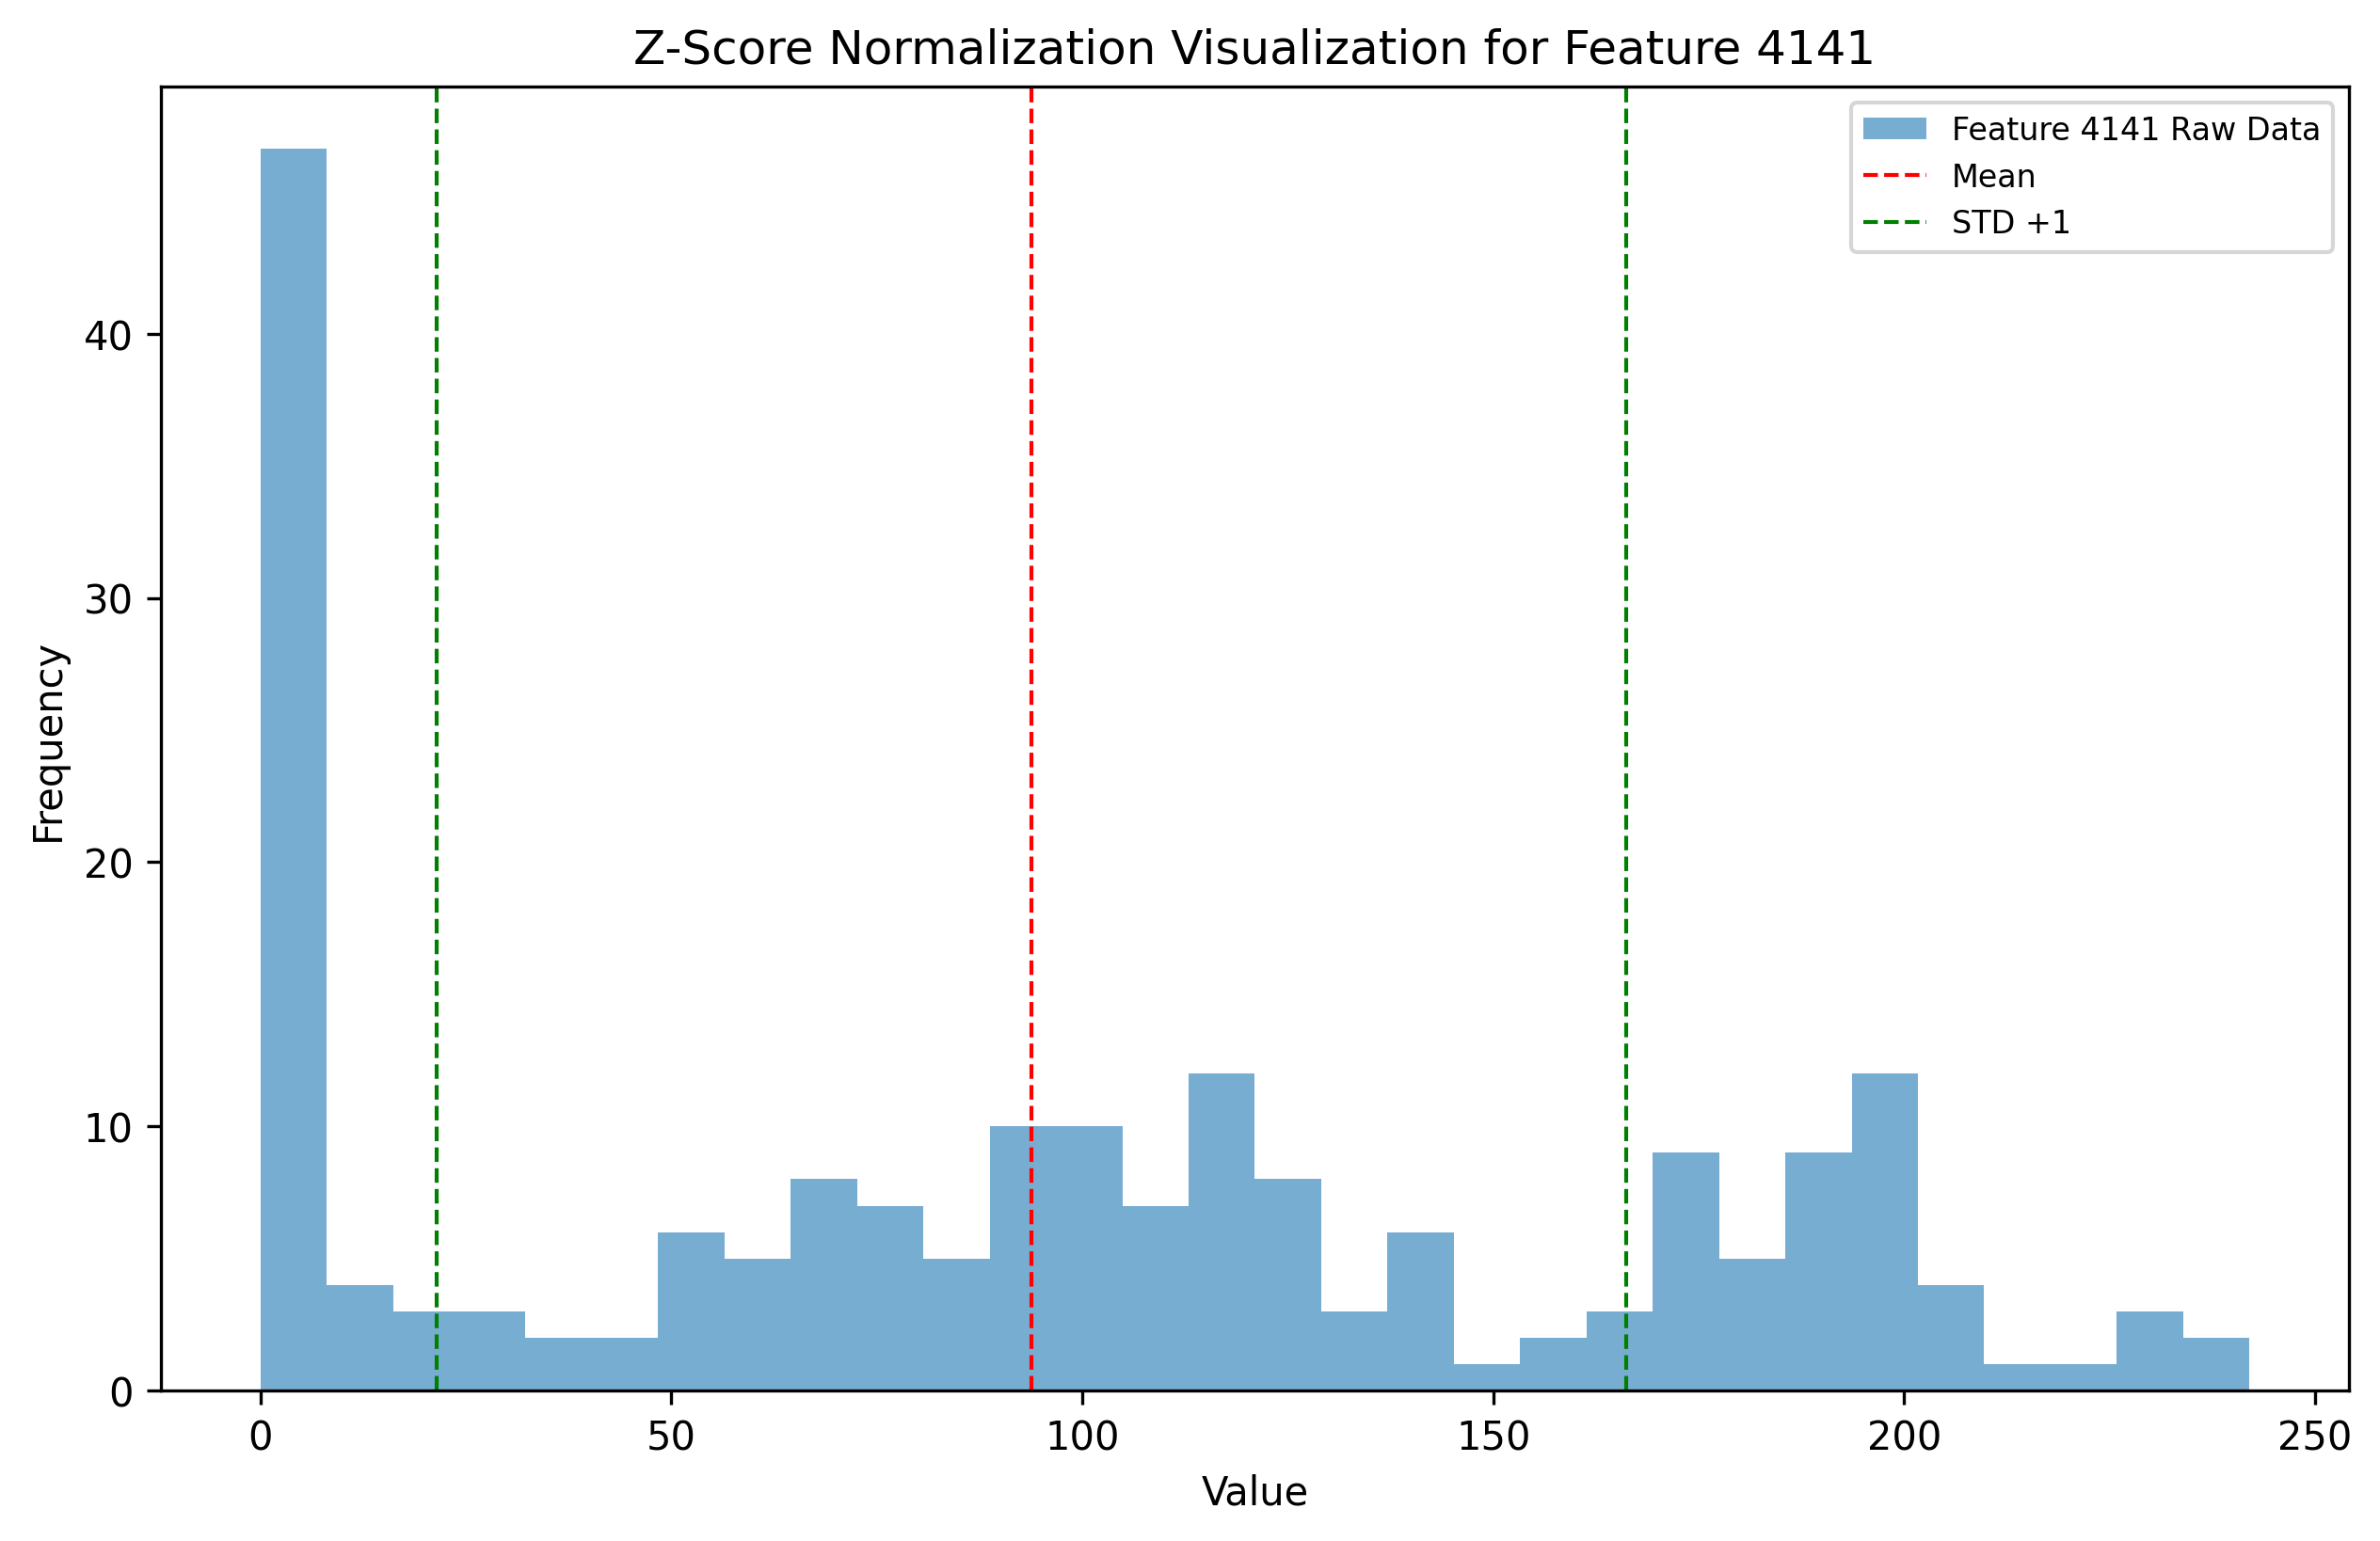 Z-Score Normalization Visualization for Feature 4141
Feature 4141 Raw Data
Mean
STD +1
Frequency
40
30
20
10
0
0 50 100 150 200 250
Value